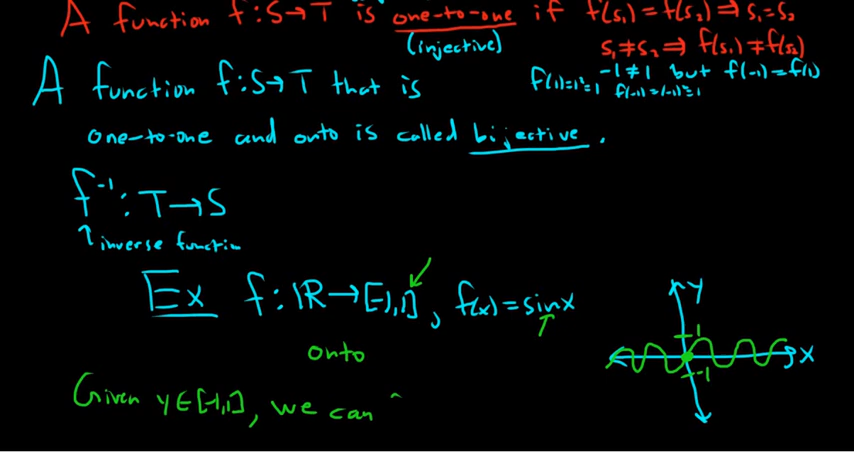 A function f:S→T is one-to-one if f(s₁)=f(s₂)⇒s₁=s₂
(injective) s₁≠s₂⇒f(s₁)≠f(s₂)
A function f:S→T that is
-1≠1 but f(-1)=f(1)
f(1)=1²=1 f(-1)=(-1)²=1
one-to-one and onto is called bijective.
f⁻¹:T→S
↑inverse function
Ex f:ℝ→[-1,1], f(x)=sinx
onto
Given y∈[-1,1], we can
Y
1
X
-1